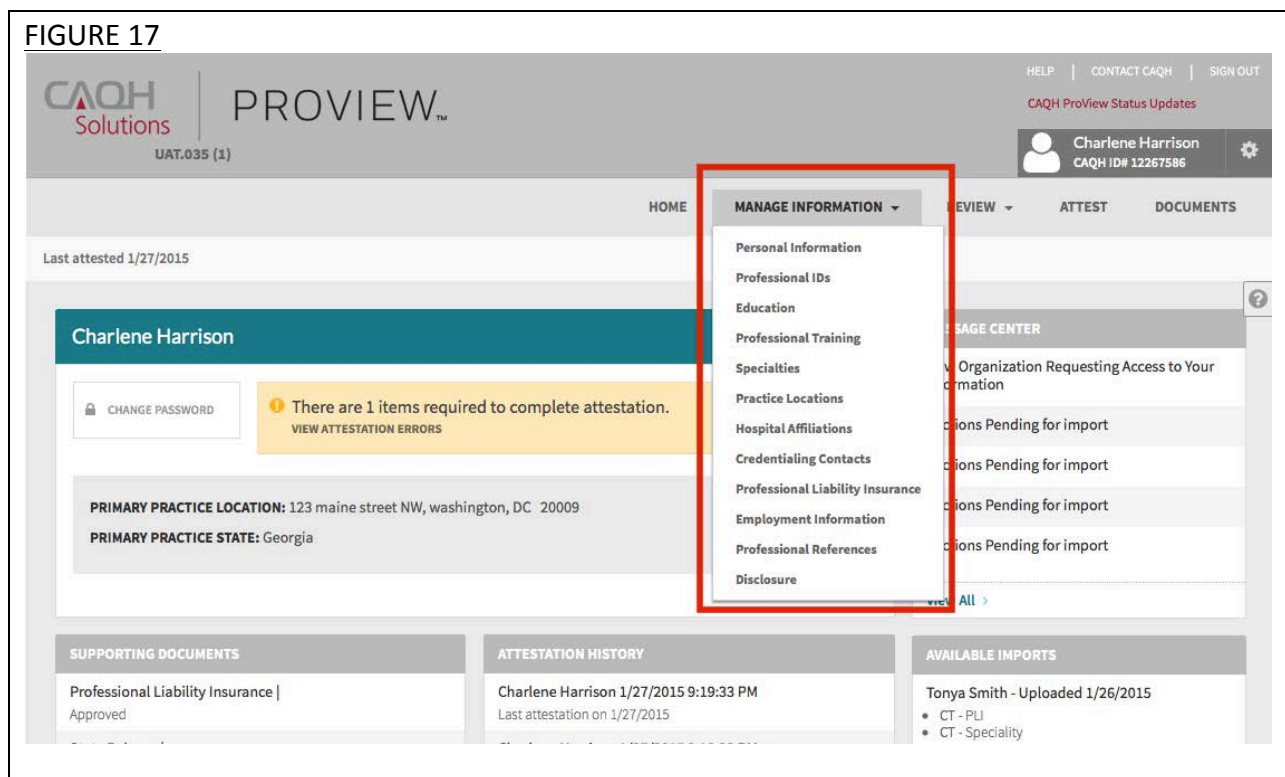 FIGURE 17
HELP | CONTACT CAQH | SIGN OUT
CAQH
Solutions
PROVIEW™
CAQH ProView Status Updates
UAT.035 (1)
Charlene Harrison
CAQH ID# 12267586
HOME MANAGE INFORMATION REVIEW ATTEST DOCUMENTS
Last attested 1/27/2015
Personal Information
Professional IDs
Education
Professional Training
Specialties
Practice Locations
Hospital Affiliations
Credentialing Contacts
Professional Liability Insurance
Employment Information
Professional References
Disclosure
Charlene Harrison
CHANGE PASSWORD
There are 1 items required to complete attestation.
VIEW ATTESTATION ERRORS
PRIMARY PRACTICE LOCATION: 123 maine street NW, washington, DC 20009
PRIMARY PRACTICE STATE: Georgia
CENTER
Organization Requesting Access to Your
Pending for import
Pending for import
Pending for import
Pending for import
View All >
SUPPORTING DOCUMENTS
Professional Liability Insurance |
Approved
ATTESTATION HISTORY
Charlene Harrison 1/27/2015 9:19:33 PM
Last attestation on 1/27/2015
AVAILABLE IMPORTS
Tonya Smith - Uploaded 1/26/2015
• CT - PLI
• CT - Speciality